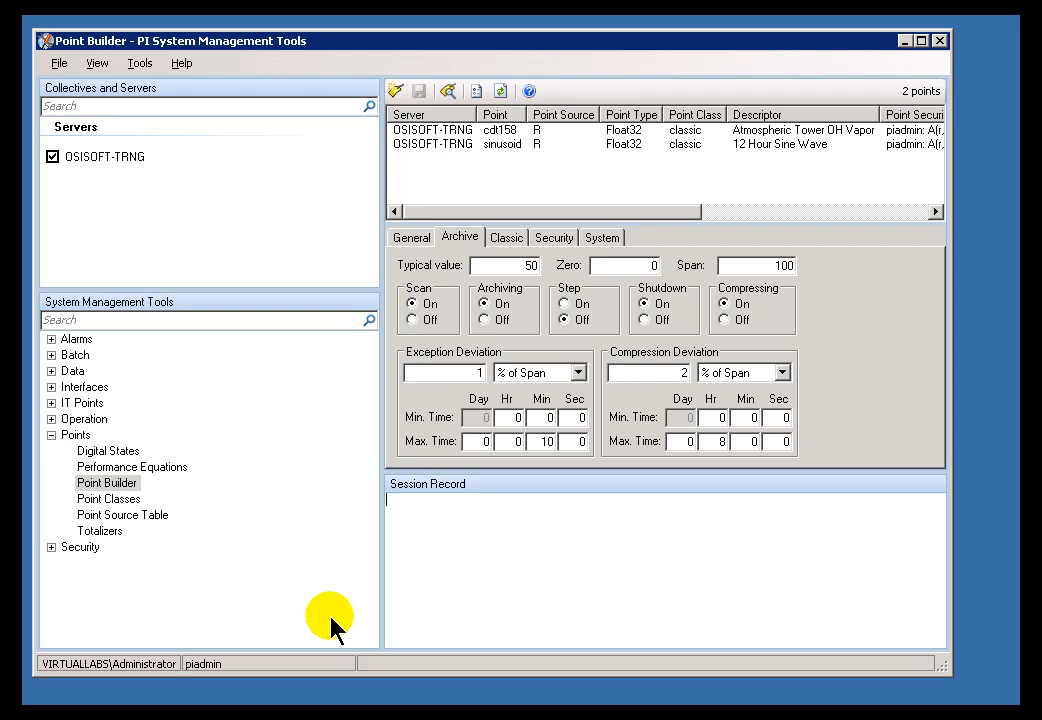 Point Builder - PI System Management Tools
File View Tools Help
Collectives and Servers
Search
Servers
OSISOFT-TRNG
System Management Tools
Search
Alarms
Batch
Data
Interfaces
IT Points
Operation
Points
Digital States
Performance Equations
Point Builder
Point Classes
Point Source Table
Totalizers
Security
2 points
Server Point Point Source Point Type Point Class Descriptor Point Securi
OSISOFT-TRNG cdt158 R Float32 classic Atmospheric Tower OH Vapor piadmin: A(r,
OSISOFT-TRNG sinusoid R Float32 classic 12 Hour Sine Wave piadmin: A(r,
General Archive Classic Security System
Typical value: 50 Zero: 0 Span: 100
Scan Archiving Step Shutdown Compressing
On On On On On
Off Off Off Off Off
Exception Deviation Compression Deviation
1 % of Span 2 % of Span
Day Hr Min Sec Day Hr Min Sec
Min. Time: 0 0 0 0 Min. Time: 0 0 0 0
Max. Time: 0 0 10 0 Max. Time: 0 8 0 0
Session Record
VIRTUALLABS\Administrator piadmin